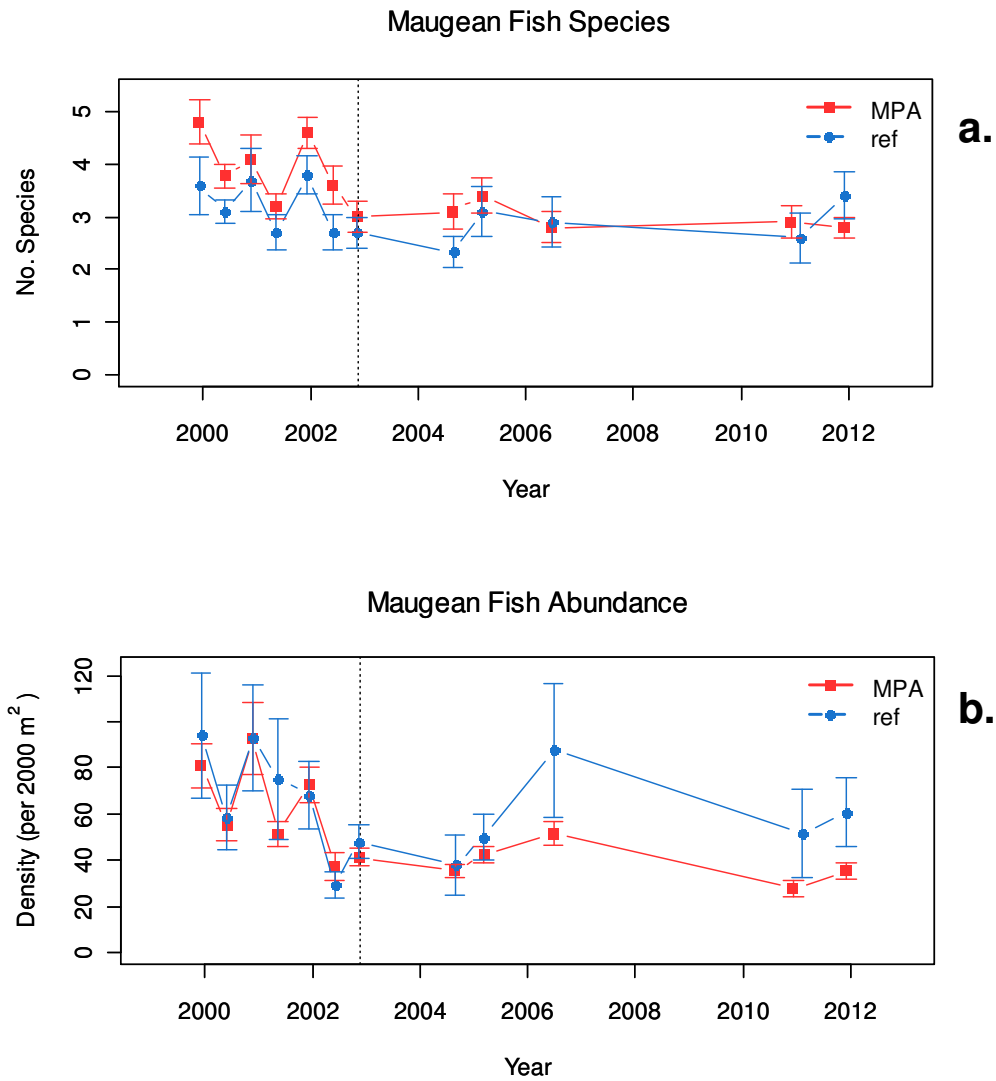 Maugean Fish Species
a.
MPA
ref
No. Species
5
4
3
2
1
0
2000 2002 2004 2006 2008 2010 2012
Year
Maugean Fish Abundance
b.
MPA
ref
Density (per 2000 m²)
120
80
60
40
20
0
2000 2002 2004 2006 2008 2010 2012
Year